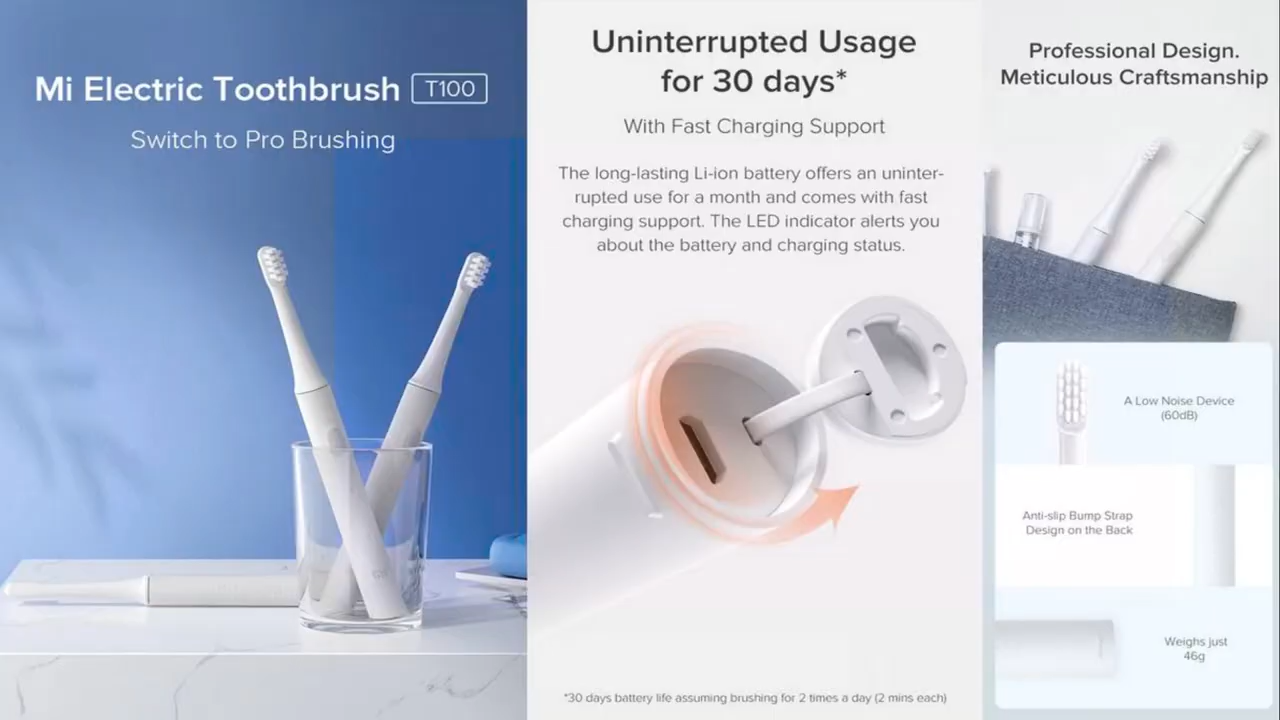 Mi Electric Toothbrush T100
Switch to Pro Brushing
Uninterrupted Usage
for 30 days*
With Fast Charging Support
The long-lasting Li-ion battery offers an uninter-
rupted use for a month and comes with fast
charging support. The LED indicator alerts you
about the battery and charging status.
*30 days battery life assuming brushing for 2 times a day (2 mins each)
Professional Design.
Meticulous Craftsmanship
A Low Noise Device
(60dB)
Anti-slip Bump Strap
Design on the Back
Weighs just
46g